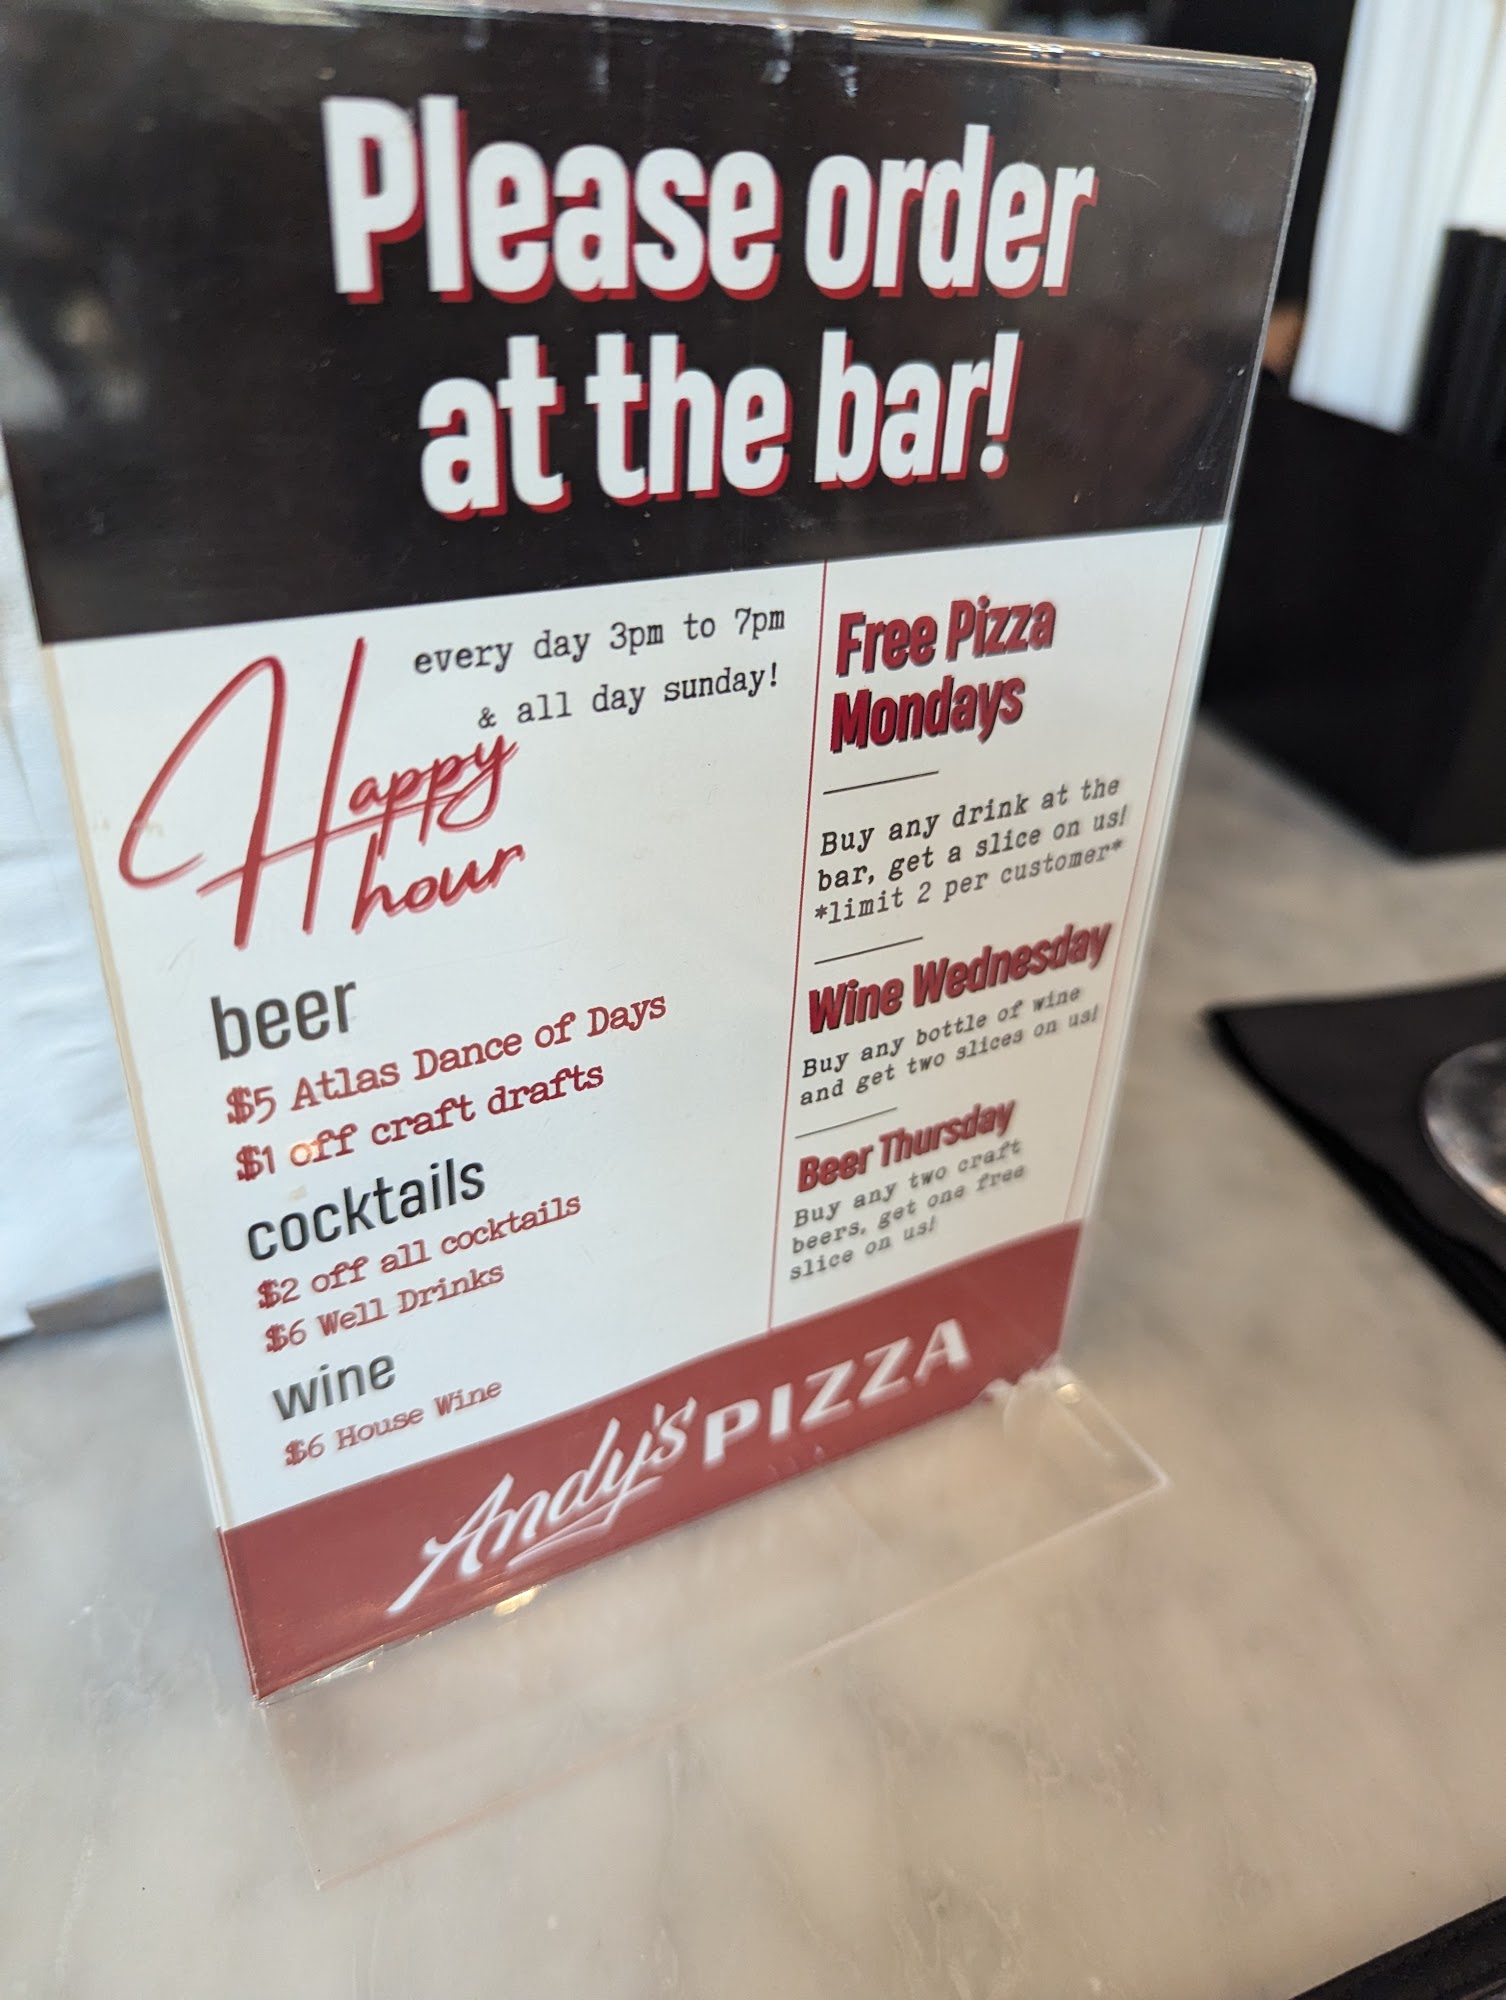 Please order
at the bar!
every day 3pm to 7pm
& all day sunday!
Happy
hour
beer
$5 Atlas Dance of Days
$1 off craft drafts
cocktails
$2 off all cocktails
$6 Well Drinks
wine
$6 House Wine
Free Pizza
Mondays
Buy any drink at the
bar, get a slice on us!
*limit 2 per customer*
Wine Wednesday
Buy any bottle of wine
and get two slices on us!
Beer Thursday
Buy any two craft
beers, get one free
slice on us!
Andy's PIZZA